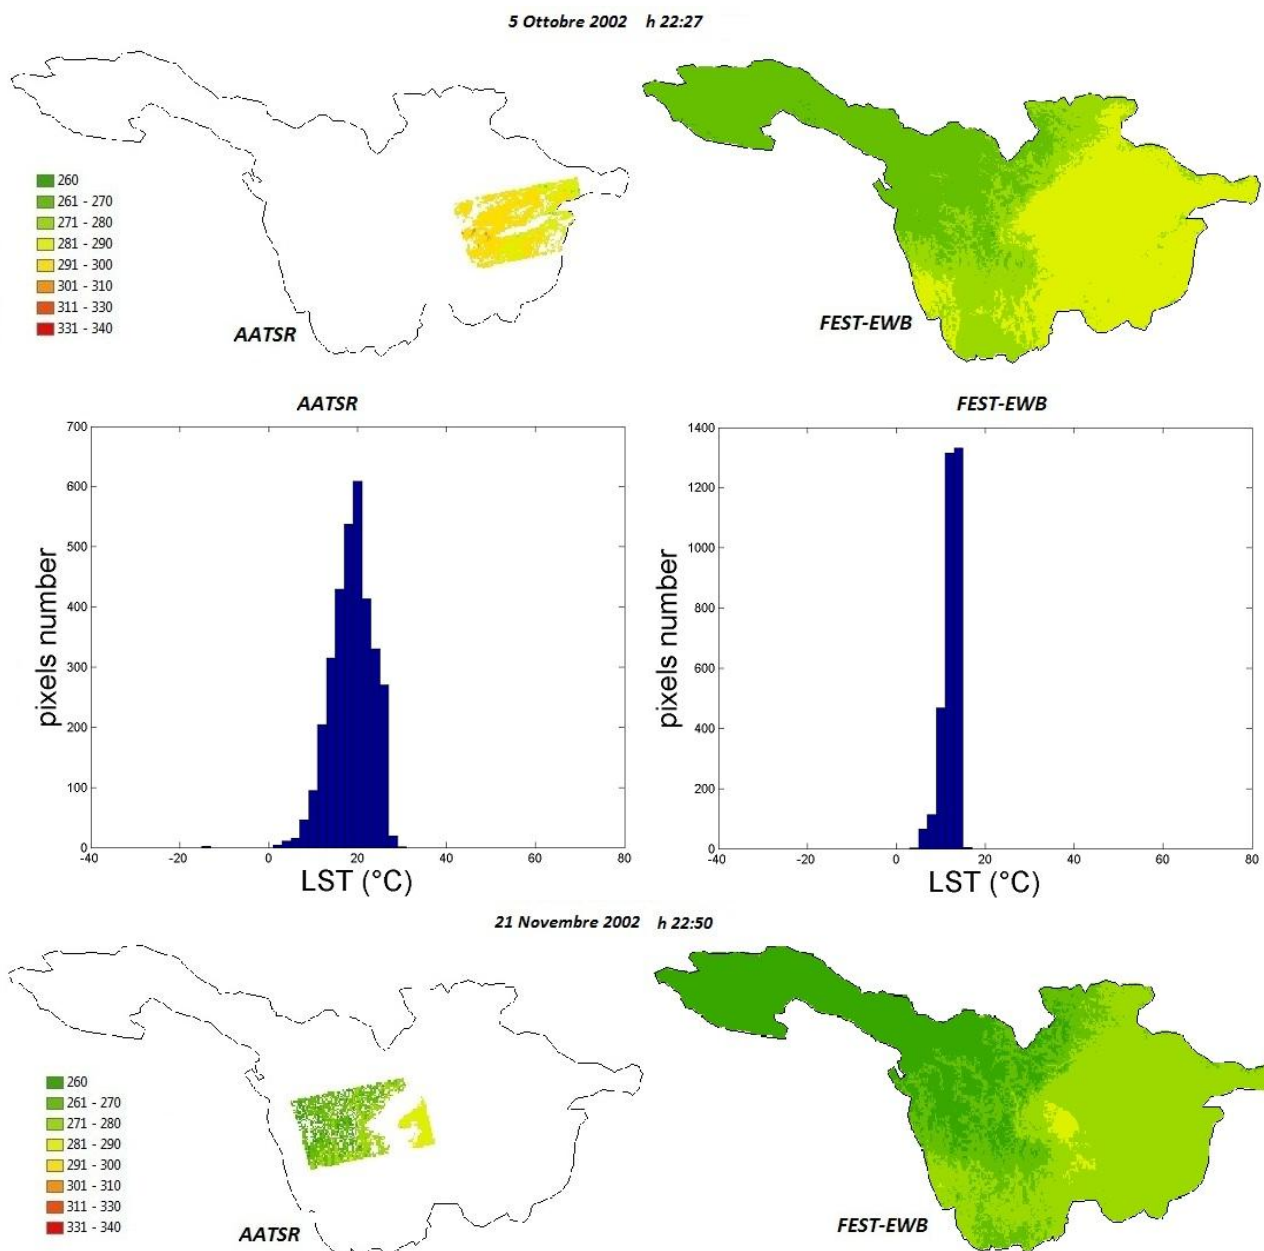 5 Ottobre 2002 h 22:27
260
261 - 270
271 - 280
281 - 290
291 - 300
301 - 310
311 - 330
331 - 340
AATSR
FEST-EWB
AATSR
700
600
500
400
300
200
100
0
pixels number
-40 -20 0 20 40 60 80
LST (°C)
FEST-EWB
1400
1200
1000
800
600
400
200
0
pixels number
-40 -20 0 20 40 60 80
LST (°C)
21 Novembre 2002 h 22:50
260
261 - 270
271 - 280
281 - 290
291 - 300
301 - 310
311 - 330
331 - 340
AATSR
FEST-EWB